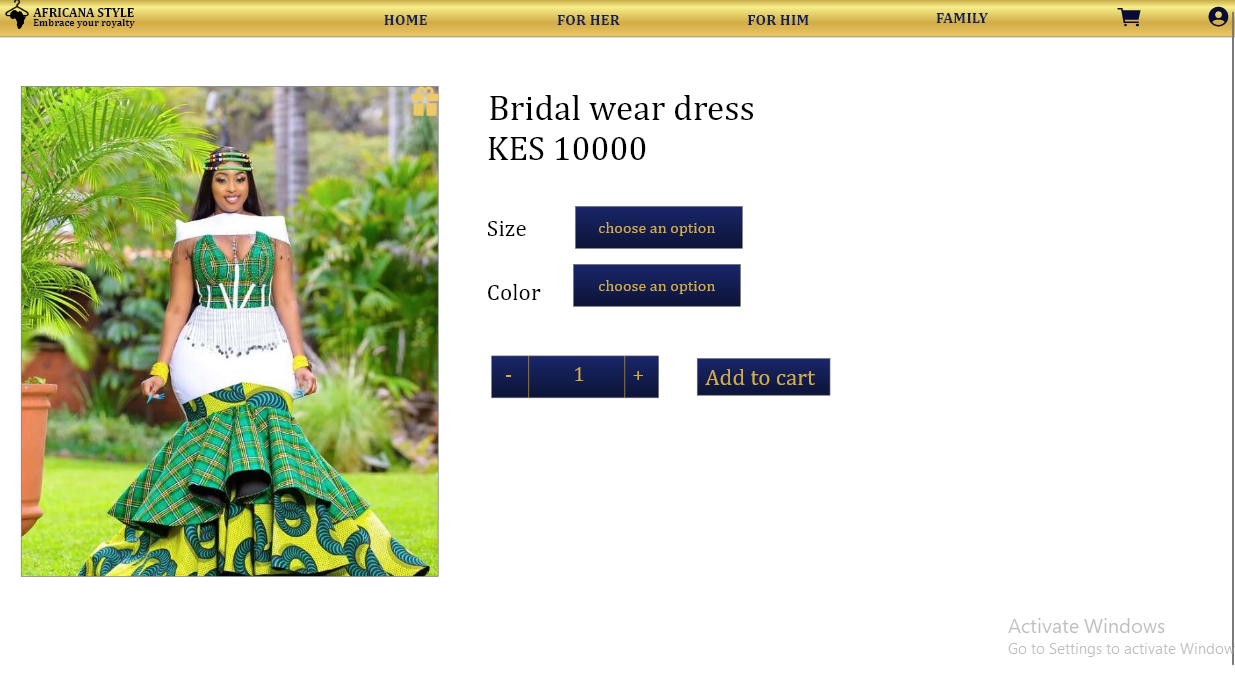 AFRICANA STYLE
Embrace your royalty
HOME
FOR HER
FOR HIM
FAMILY
Bridal wear dress
KES 10000
Size
choose an option
Color
choose an option
- 1 +
Add to cart
Activate Windows
Go to Settings to activate Window